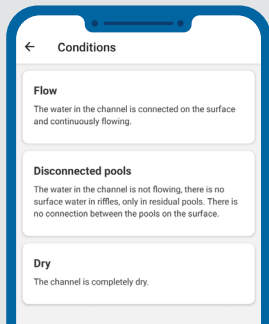 Conditions
Flow
The water in the channel is connected on the surface
and continuously flowing.
Disconnected pools
The water in the channel is not flowing, there is no
surface water in riffles, only in residual pools. There is
no connection between the pools on the surface.
Dry
The channel is completely dry.